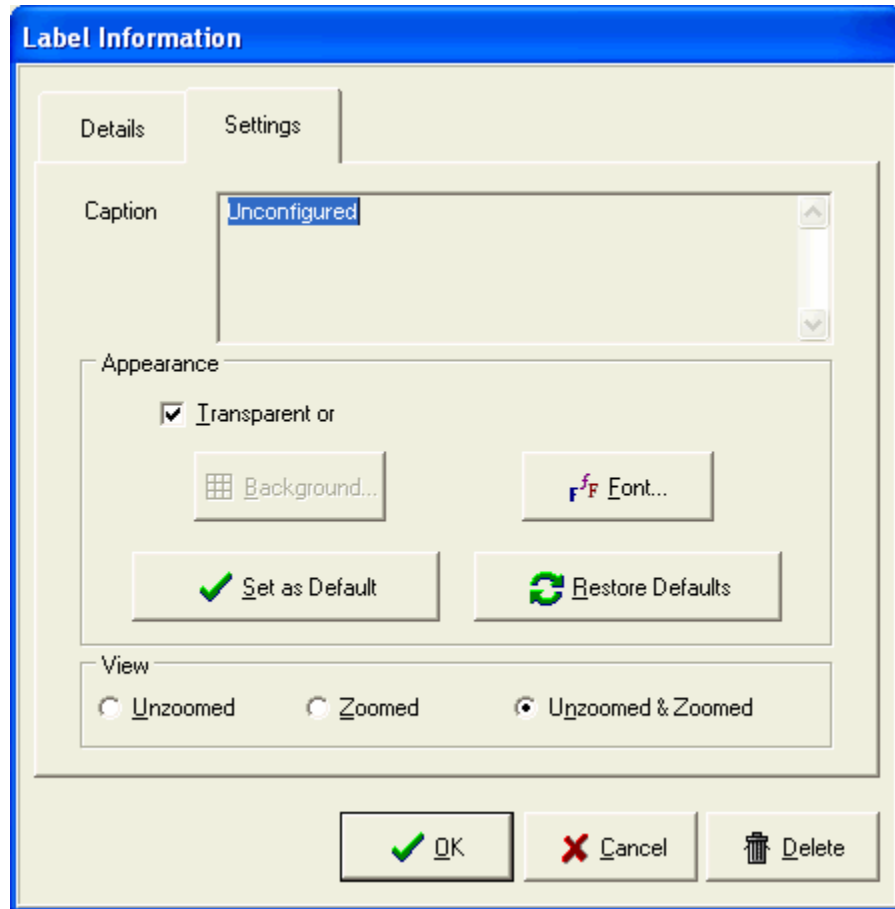 Label Information
Details Settings
Caption Unconfigured
Appearance
Transparent or
Background... Font...
Set as Default Restore Defaults
View
Unzoomed Zoomed Unzoomed & Zoomed
OK Cancel Delete